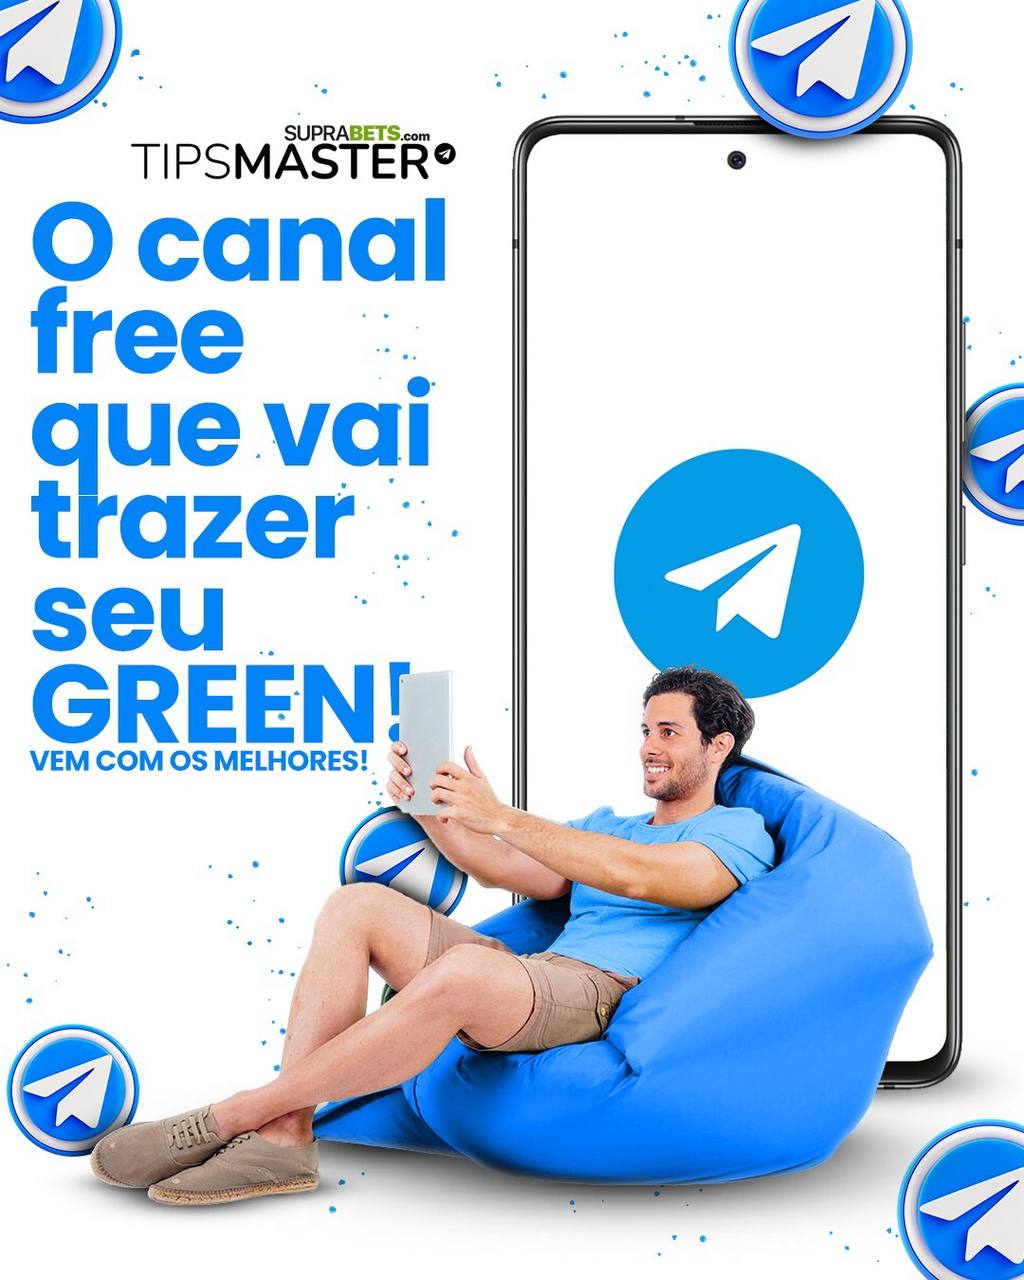 SUPRABETS.com
TIPSMASTER
O canal
free
que vai
trazer
seu
GREEN!
VEM COM OS MELHORES!